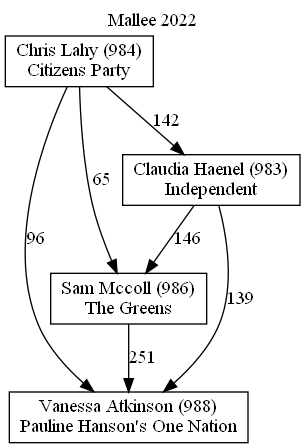 Mallee 2022
Chris Lahy (984)
Citizens Party
142
Claudia Haenel (983)
Independent
65
96
146
139
Sam Mccoll (986)
The Greens
251
Vanessa Atkinson (988)
Pauline Hanson's One Nation